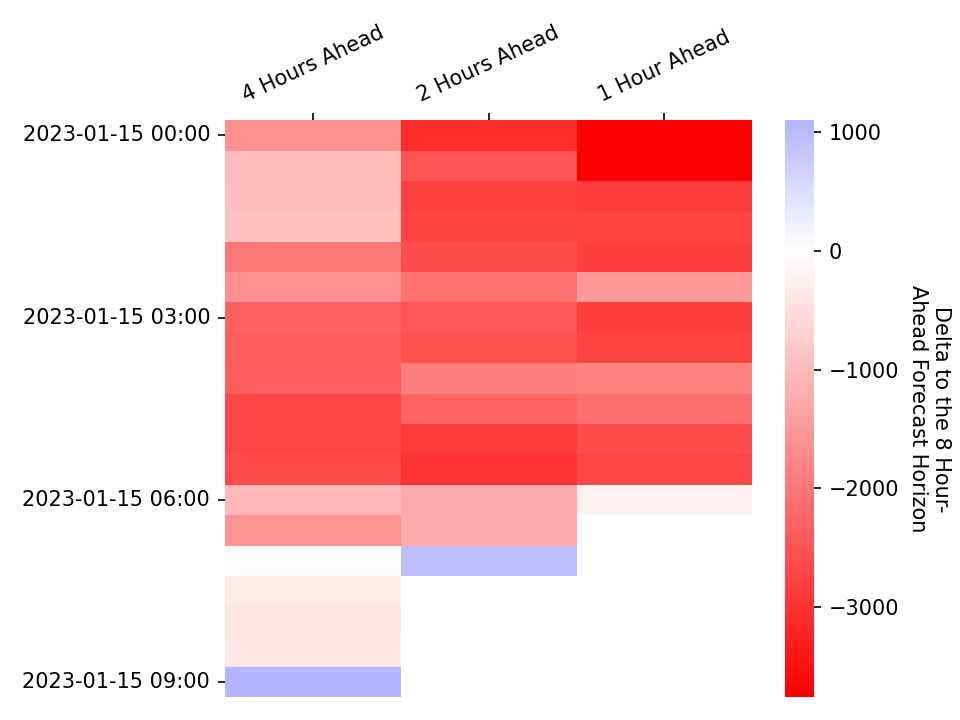 4 Hours Ahead
2 Hours Ahead
1 Hour Ahead
2023-01-15 00:00
2023-01-15 03:00
2023-01-15 06:00
2023-01-15 09:00
1000
0
−1000
−2000
−3000
Delta to the 8 Hour-
Ahead Forecast Horizon